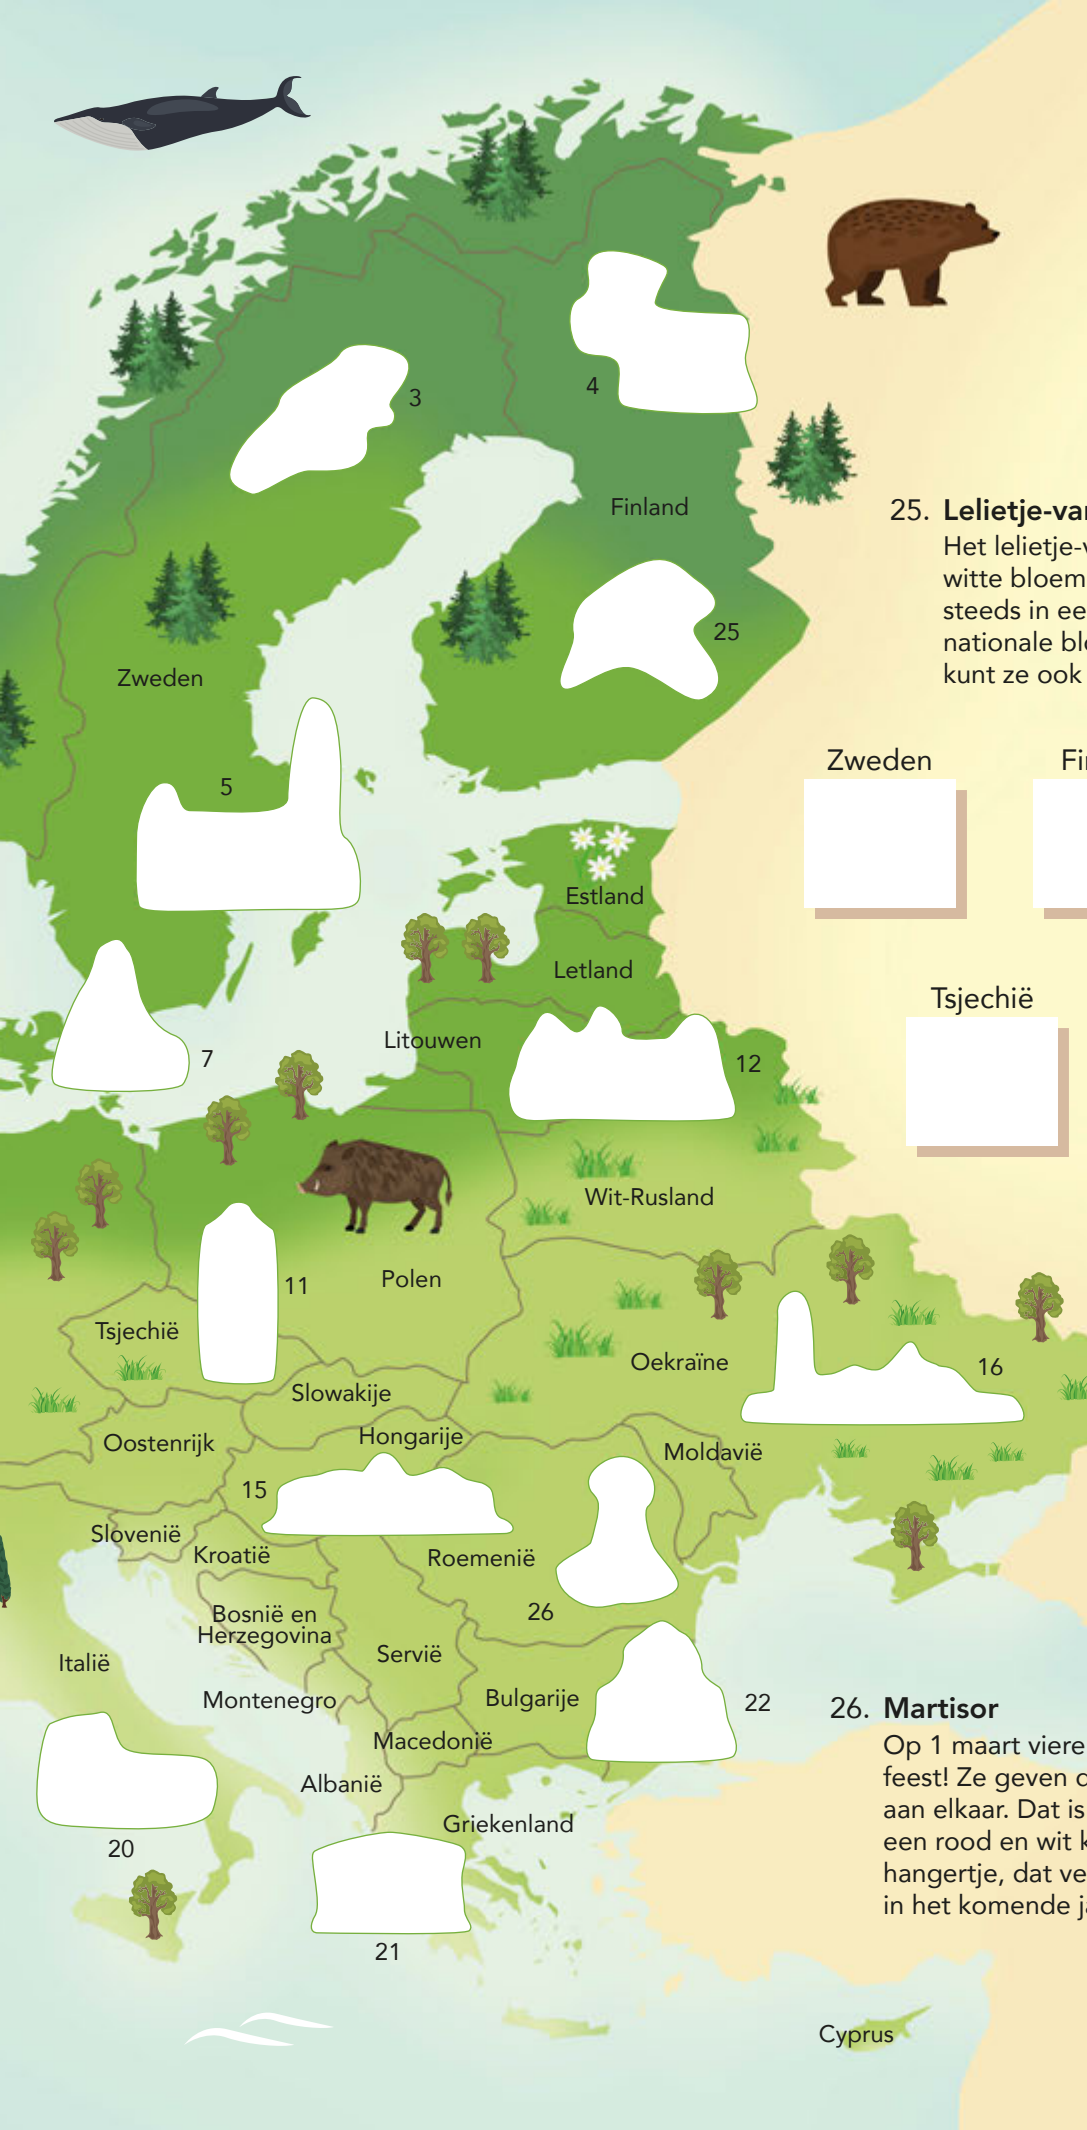 3
4
Finland
25. Lelietje-va
Het lelietje-v
witte bloem
steeds in ee
nationale blo
kunt ze ook
25
Zweden
Zweden
Fi
5
Estland
Letland
Tsjechië
Litouwen
7
12
Wit-Rusland
11
Polen
Tsjechië
Oekraïne
16
Slowakije
Oostenrijk
Hongarije
Moldavië
15
Slovenië
Kroatië
Roemenië
26
Bosnië en
Herzegovina
Servië
Italië
Montenegro
Bulgarije
22
26. Martisor
Op 1 maart viere
feest! Ze geven d
aan elkaar. Dat is
een rood en wit k
hangertje, dat ve
in het komende ja
Macedonië
Albanië
Griekenland
20
21
Cyprus